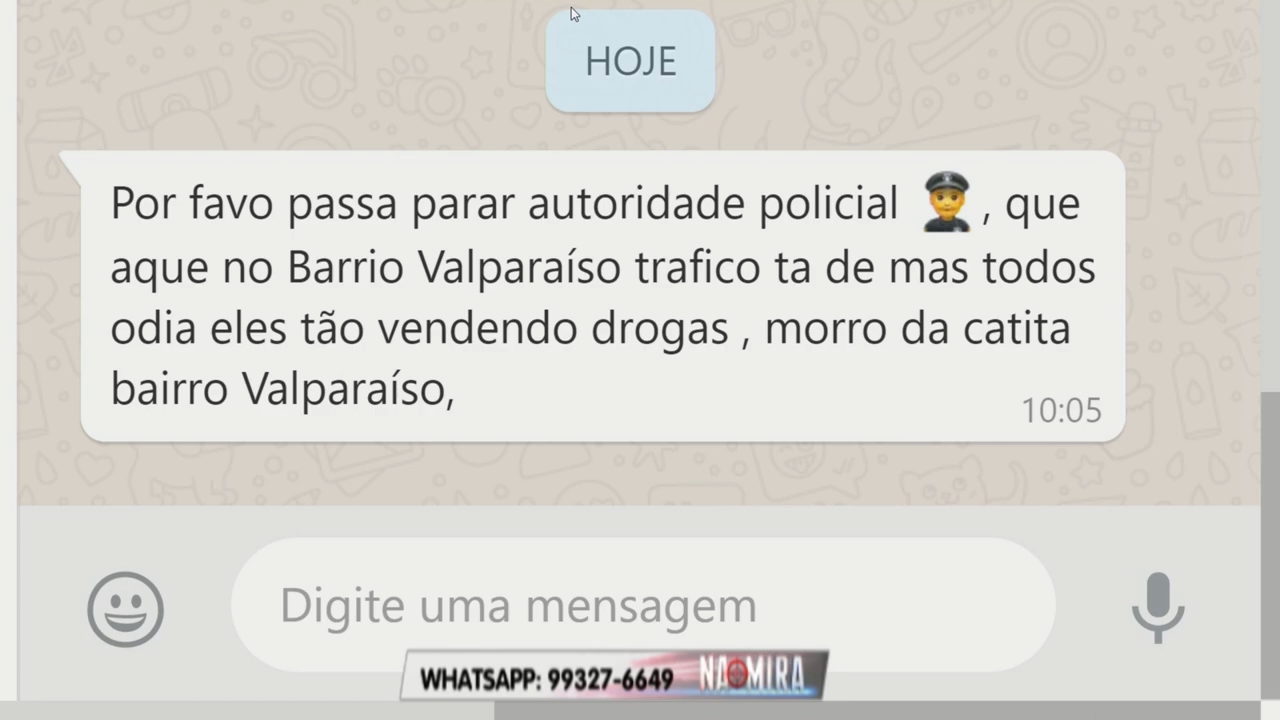 HOJE
Por favo passa parar autoridade policial 👮, que
aque no Barrio Valparaíso trafico ta de mas todos
odia eles tão vendendo drogas , morro da catita
bairro Valparaíso,
10:05
Digite uma mensagem
WHATSAPP: 99327-6649 NA MIRA